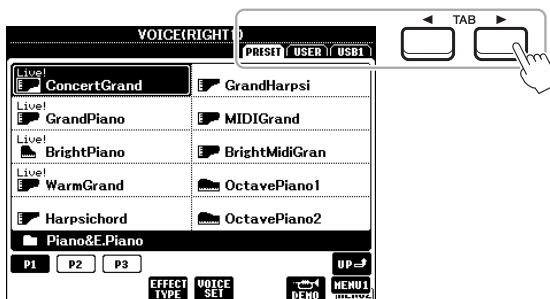 ◄ TAB ►
VOICE(RIGHT1)
PRESET USER USB1
Live!
ConcertGrand
GrandHarpsi
Live!
GrandPiano
MIDIGrand
Live!
BrightPiano
BrightMidiGran
Live!
WarmGrand
OctavePiano1
Harpsichord
OctavePiano2
Piano&E.Piano
P1 P2 P3
UP
EFFECT TYPE
VOICE SET
DEMO
MENU1
MENU2